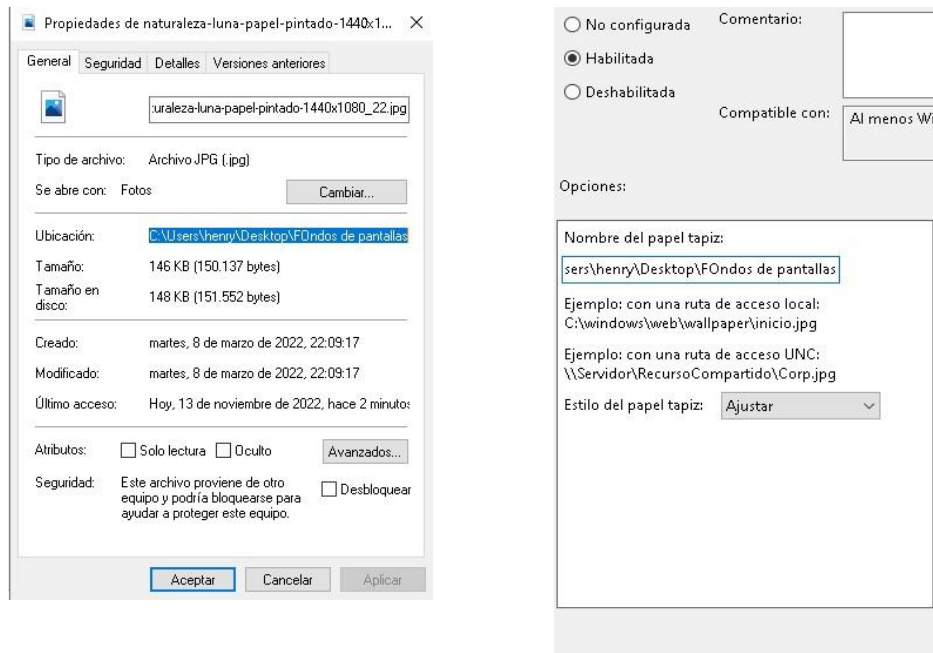 Propiedades de naturaleza-luna-papel-pintado-1440x1...
General Seguridad Detalles Versiones anteriores
:uraleza-luna-papel-pintado-1440x1080_22.jpg
Tipo de archivo: Archivo JPG (.jpg)
Se abre con: Fotos Cambiar...
Ubicación: C:\Users\henry\Desktop\FOndos de pantallas
Tamaño: 146 KB (150.137 bytes)
Tamaño en
disco: 148 KB (151.552 bytes)
Creado: martes, 8 de marzo de 2022, 22:09:17
Modificado: martes, 8 de marzo de 2022, 22:09:17
Último acceso: Hoy, 13 de noviembre de 2022, hace 2 minutos
Atributos: Solo lectura Oculto Avanzados...
Seguridad: Este archivo proviene de otro
equipo y podría bloquearse para
ayudar a proteger este equipo.
Desbloquear
Aceptar Cancelar Aplicar
No configurada
Habilitada
Deshabilitada
Comentario:
Compatible con: Al menos Wi
Opciones:
Nombre del papel tapiz:
sers\henry\Desktop\FOndos de pantallas
Ejemplo: con una ruta de acceso local:
C:\windows\web\wallpaper\inicio.jpg
Ejemplo: con una ruta de acceso UNC:
\\Servidor\RecursoCompartido\Corp.jpg
Estilo del papel tapiz: Ajustar